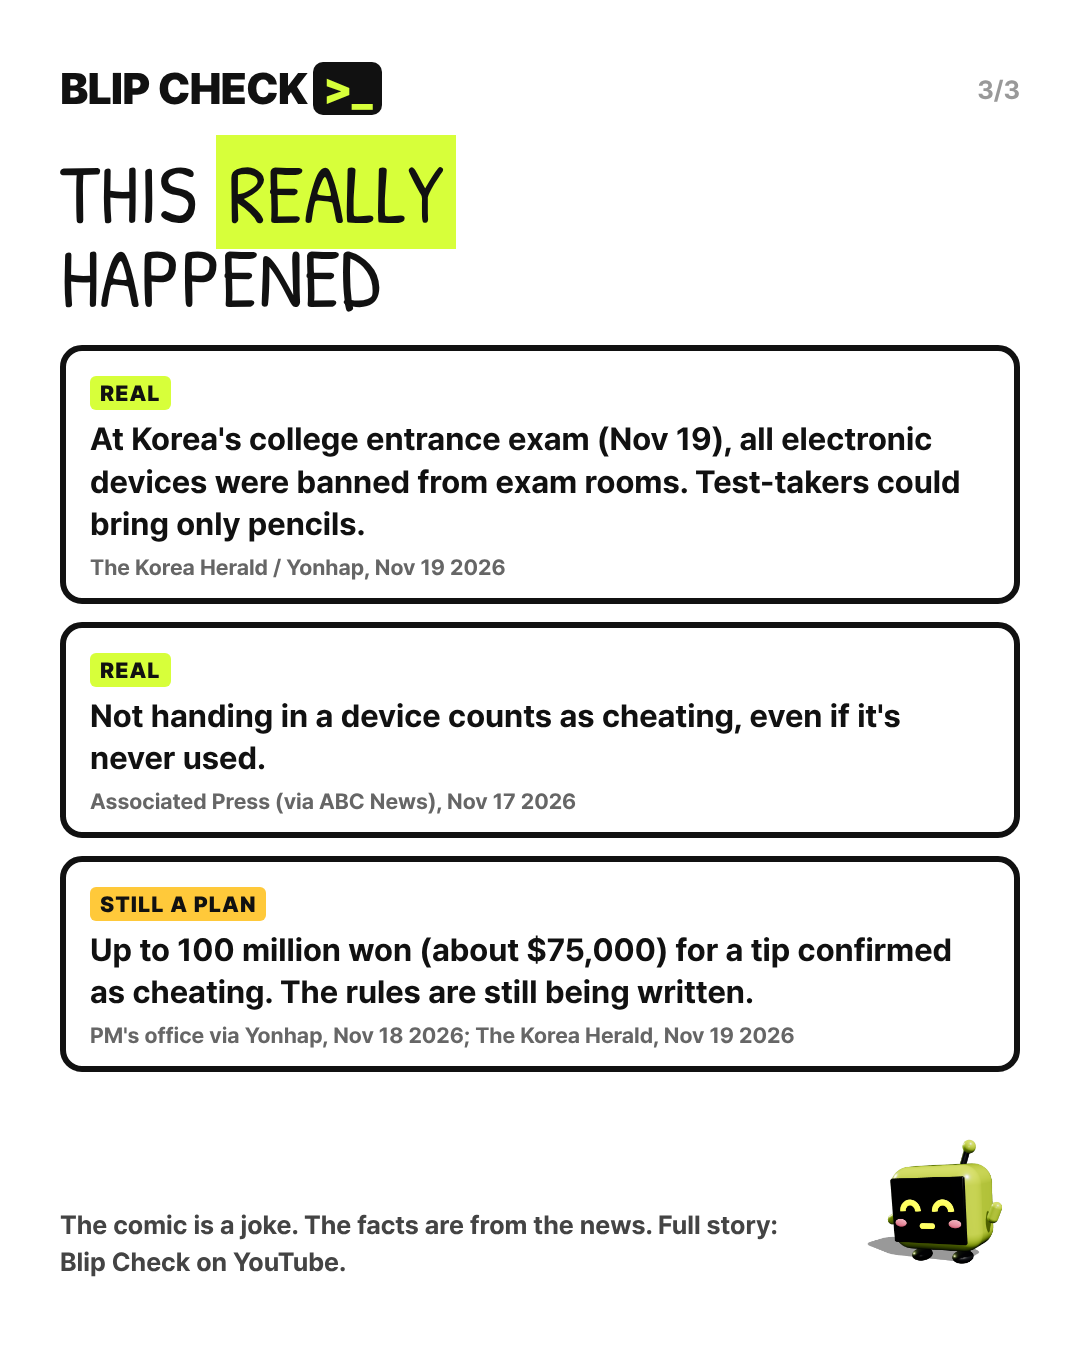 BLIP CHECK >_
3/3
THIS REALLY
HAPPENED
REAL
At Korea's college entrance exam (Nov 19), all electronic
devices were banned from exam rooms. Test-takers could
bring only pencils.
The Korea Herald / Yonhap, Nov 19 2026
REAL
Not handing in a device counts as cheating, even if it's
never used.
Associated Press (via ABC News), Nov 17 2026
STILL A PLAN
Up to 100 million won (about $75,000) for a tip confirmed
as cheating. The rules are still being written.
PM's office via Yonhap, Nov 18 2026; The Korea Herald, Nov 19 2026
The comic is a joke. The facts are from the news. Full story:
Blip Check on YouTube.